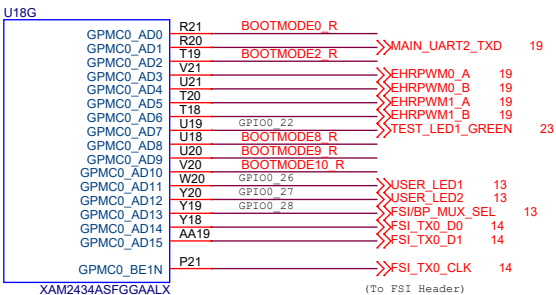 U18G
GPMC0_AD0 R21 BOOTMODE0_R
GPMC0_AD1 R20 MAIN_UART2_TXD 19
GPMC0_AD2 T19 BOOTMODE2_R
GPMC0_AD3 V21 EHRPWM0_A 19
GPMC0_AD4 U21 EHRPWM0_B 19
GPMC0_AD5 T20 EHRPWM1_A 19
GPMC0_AD6 T18 EHRPWM1_B 19
GPMC0_AD7 U19 GPIO0_22 TEST_LED1_GREEN 23
GPMC0_AD8 U18 BOOTMODE8_R
GPMC0_AD9 U20 BOOTMODE9_R
GPMC0_AD10 V20 BOOTMODE10_R
GPMC0_AD11 W20 GPIO0_26 USER_LED1 13
GPMC0_AD12 Y20 GPIO0_27 USER_LED2 13
GPMC0_AD13 Y19 GPIO0_28 FSI/BP_MUX_SEL 13
GPMC0_AD14 Y18 FSI_TX0_D0 14
GPMC0_AD15 AA19 FSI_TX0_D1 14
GPMC0_BE1N P21 FSI_TX0_CLK 14
XAM2434ASFGGAALX (To FSI Header)